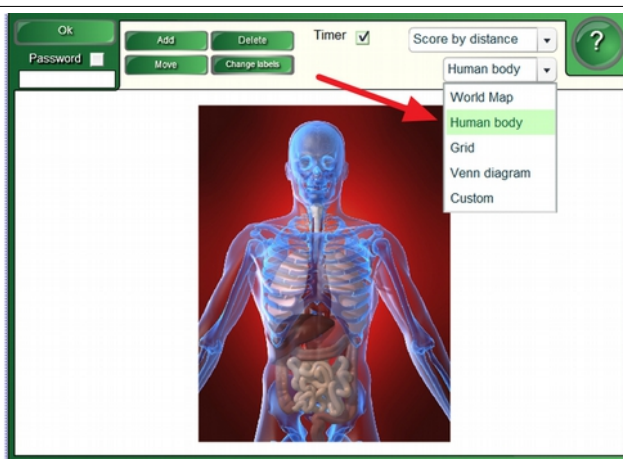 Ok
Password
Add
Delete
Move
Change labels
Timer
Score by distance
Human body
?
World Map
Human body
Grid
Venn diagram
Custom